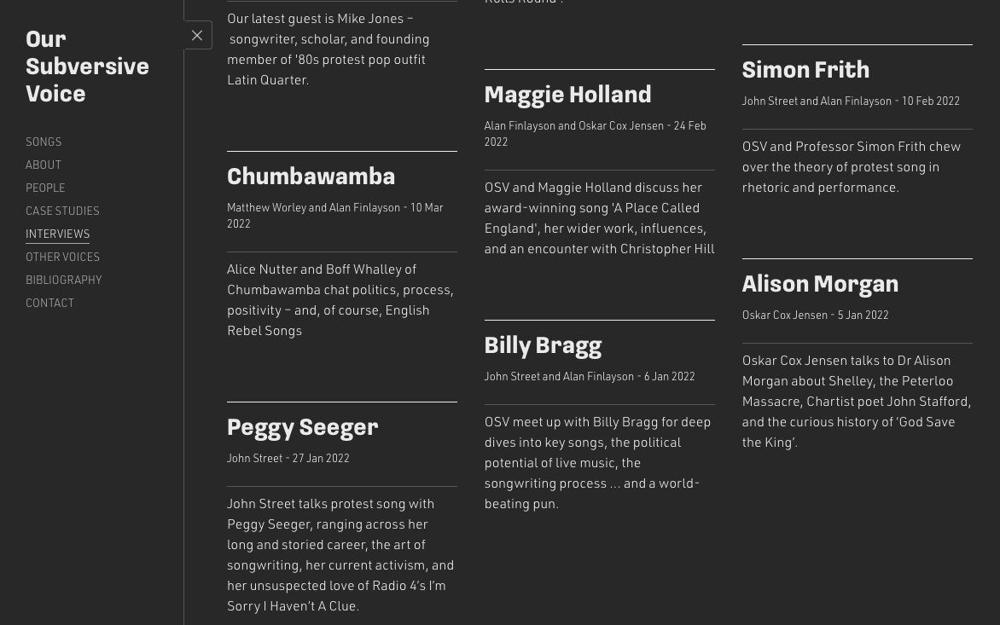 Our
Subversive
Voice
SONGS
ABOUT
PEOPLE
CASE STUDIES
INTERVIEWS
OTHER VOICES
BIBLIOGRAPHY
CONTACT
Our latest guest is Mike Jones –
songwriter, scholar, and founding
member of '80s protest pop outfit
Latin Quarter.
Chumbawamba
Matthew Worley and Alan Finlayson - 10 Mar
2022
Alice Nutter and Boff Whalley of
Chumbawamba chat politics, process,
positivity – and, of course, English
Rebel Songs
Peggy Seeger
John Street - 27 Jan 2022
John Street talks protest song with
Peggy Seeger, ranging across her
long and storied career, the art of
songwriting, her current activism, and
her unsuspected love of Radio 4’s I’m
Sorry I Haven’t A Clue.
Rolls Round’.
Maggie Holland
Alan Finlayson and Oskar Cox Jensen - 24 Feb
2022
OSV and Maggie Holland discuss her
award-winning song 'A Place Called
England', her wider work, influences,
and an encounter with Christopher Hill
Billy Bragg
John Street and Alan Finlayson - 6 Jan 2022
OSV meet up with Billy Bragg for deep
dives into key songs, the political
potential of live music, the
songwriting process … and a world-
beating pun.
Simon Frith
John Street and Alan Finlayson - 10 Feb 2022
OSV and Professor Simon Frith chew
over the theory of protest song in
rhetoric and performance.
Alison Morgan
Oskar Cox Jensen - 5 Jan 2022
Oskar Cox Jensen talks to Dr Alison
Morgan about Shelley, the Peterloo
Massacre, Chartist poet John Stafford,
and the curious history of ‘God Save
the King’.